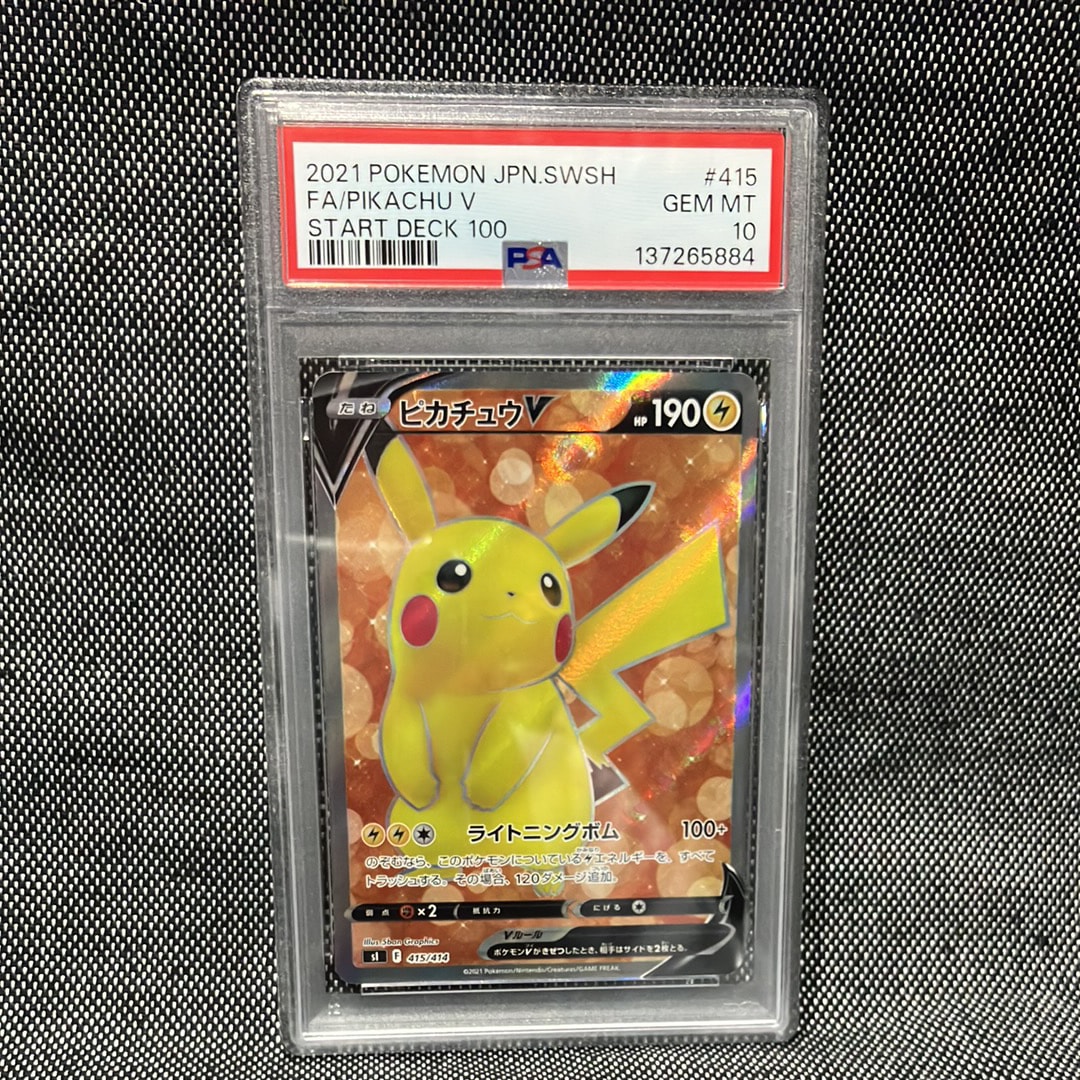 2021 POKEMON JPN.SWSH #415
FA/PIKACHU V GEM MT
START DECK 100 10
PSA 137265884
たね ピカチュウV HP 190
ライトニングボム 100+
のぞむなら、このポケモンについているエネルギーを、すべて
トラッシュする。その場合、120ダメージ追加。
弱点 ×2 抵抗力 にげる
Vルール
ポケモンVがきぜつしたとき、相手はサイドを2枚とる。
Illus. 5ban Graphics
sI F 415/414
©2021 Pokémon/Nintendo/Creatures/GAME FREAK.